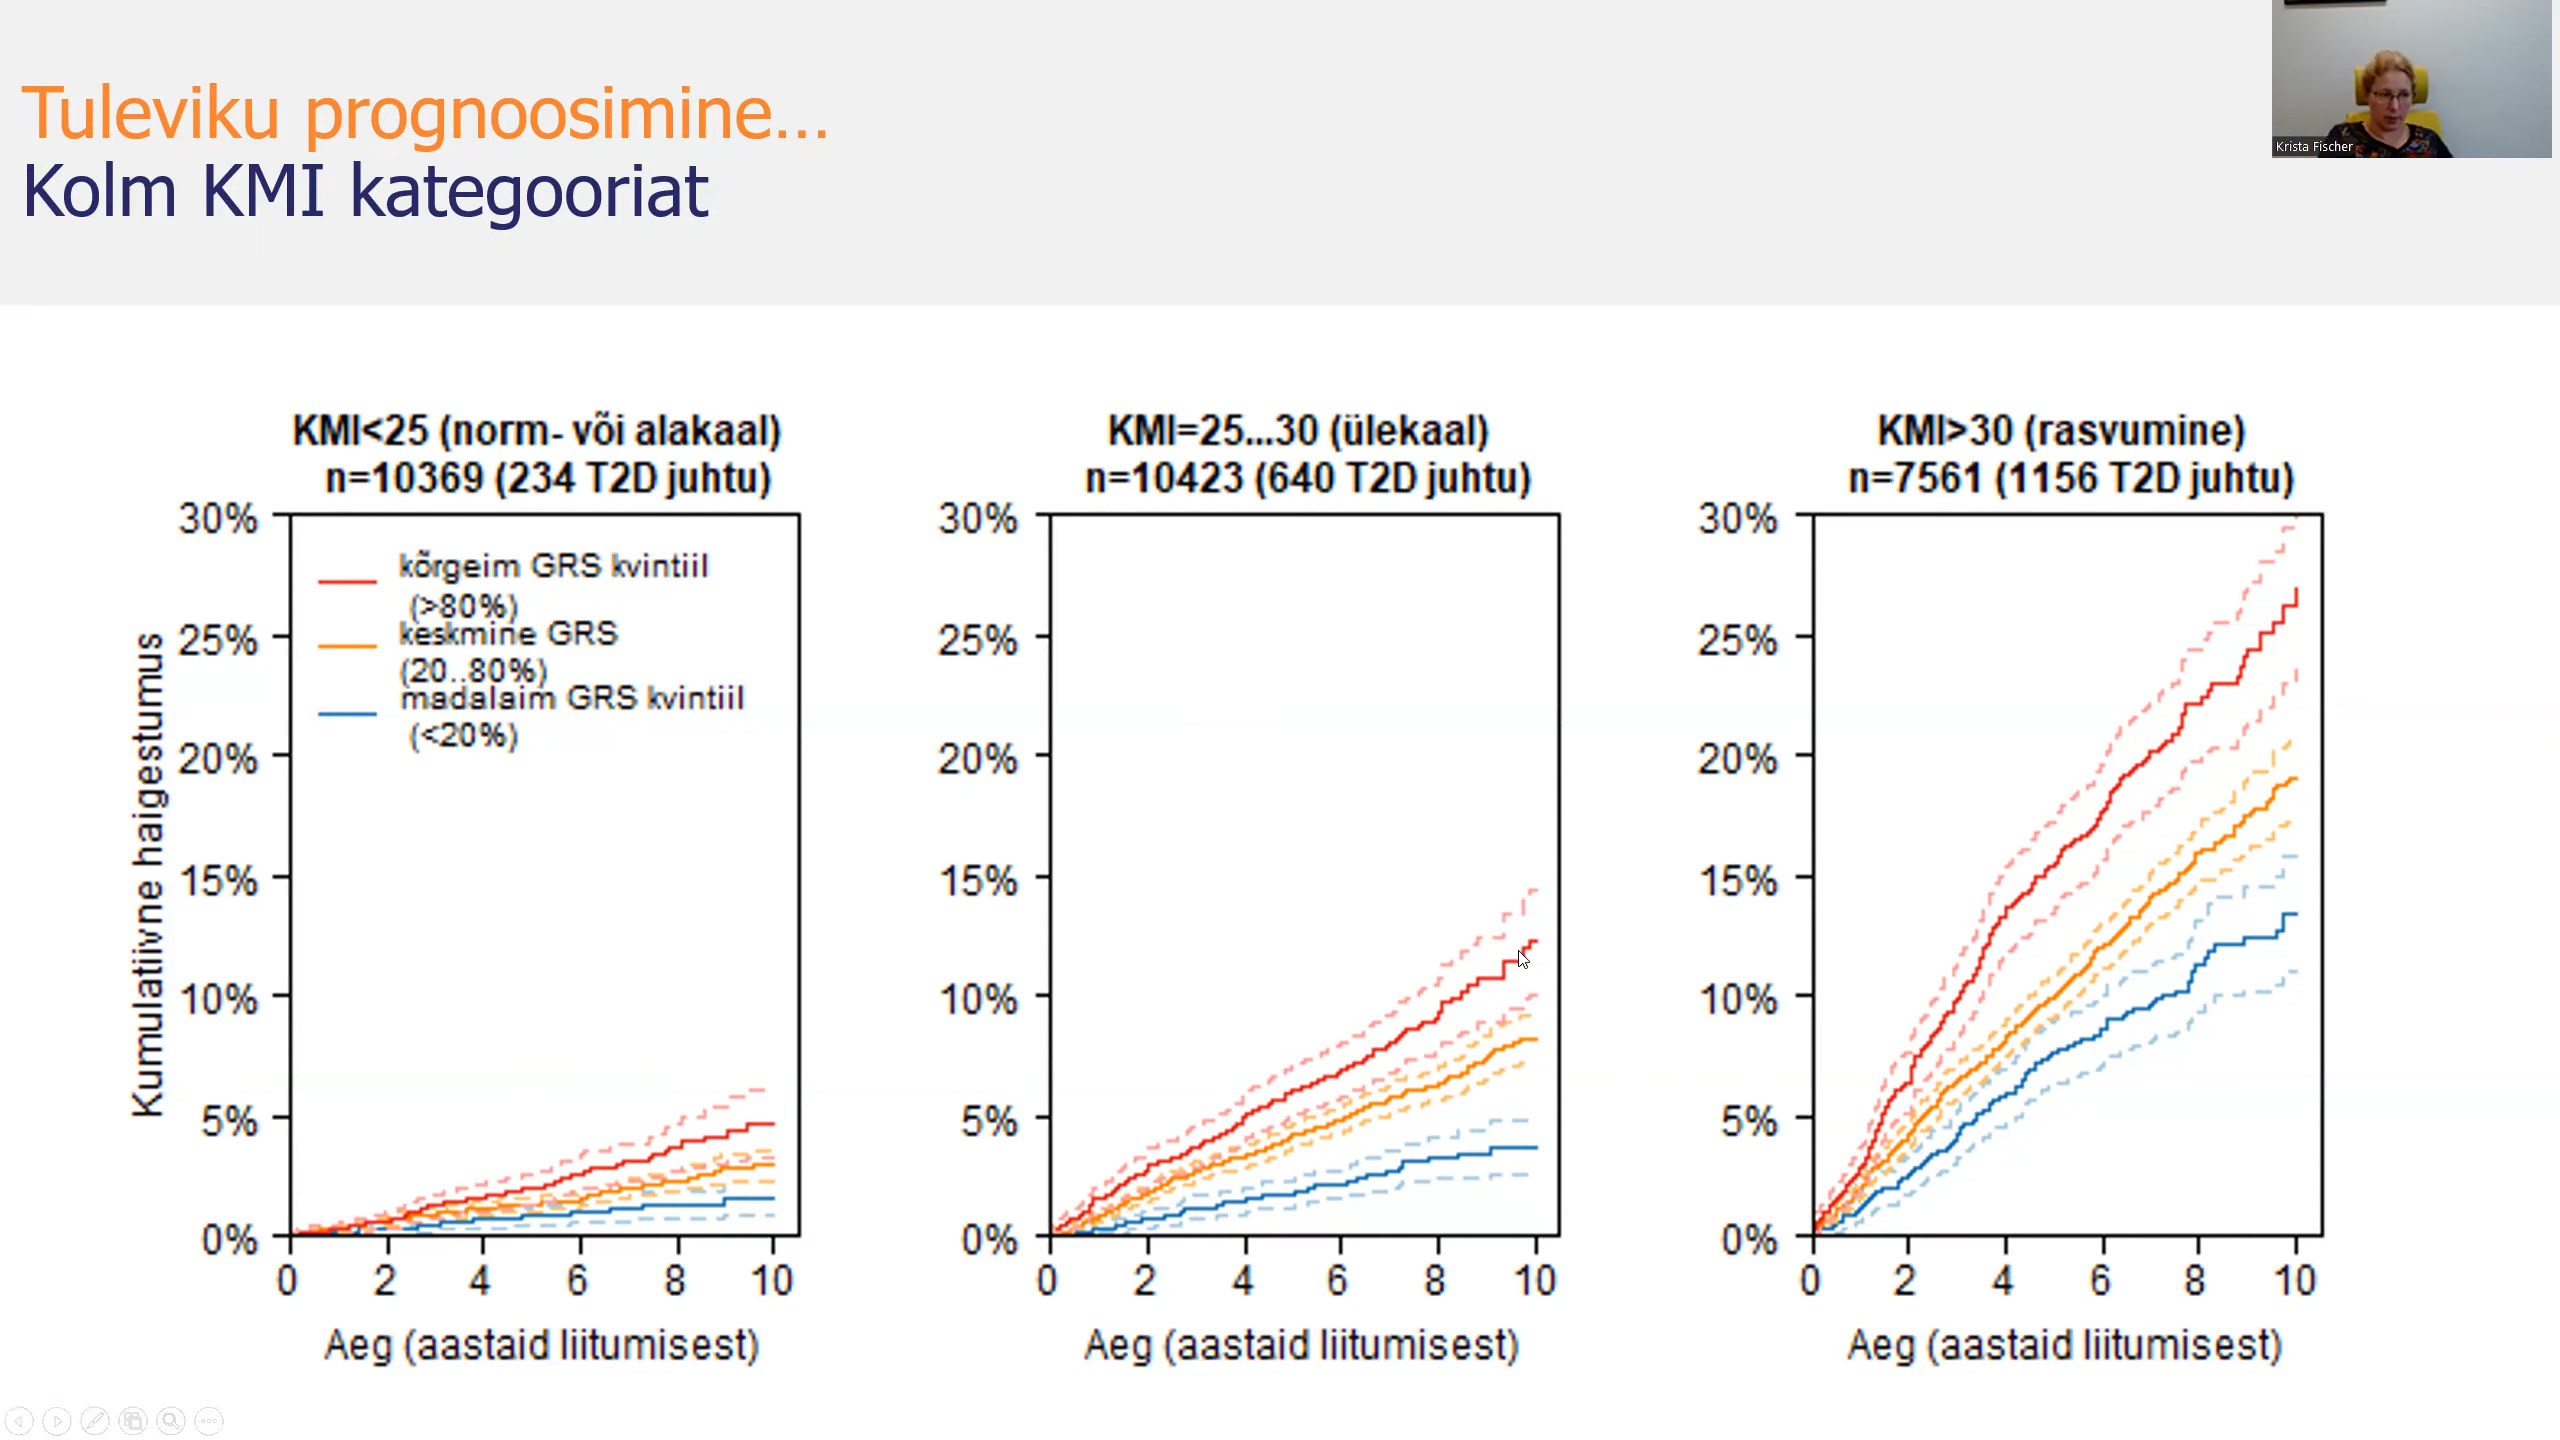 Tuleviku prognoosimine...
Kolm KMI kategooriat
Krista Fischer
KMI<25 (norm- või alakaal)
n=10369 (234 T2D juhtu)
30%
25%
20%
15%
10%
5%
0%
Kumulatiivne haigestumus
kõrgeim GRS kvintiil
(>80%)
keskmine GRS
(20..80%)
madalaim GRS kvintiil
(<20%)
0 2 4 6 8 10
Aeg (aastaid liitumisest)
KMI=25...30 (ülekaal)
n=10423 (640 T2D juhtu)
30%
25%
20%
15%
10%
5%
0%
0 2 4 6 8 10
Aeg (aastaid liitumisest)
KMI>30 (rasvumine)
n=7561 (1156 T2D juhtu)
30%
25%
20%
15%
10%
5%
0%
0 2 4 6 8 10
Aeg (aastaid liitumisest)